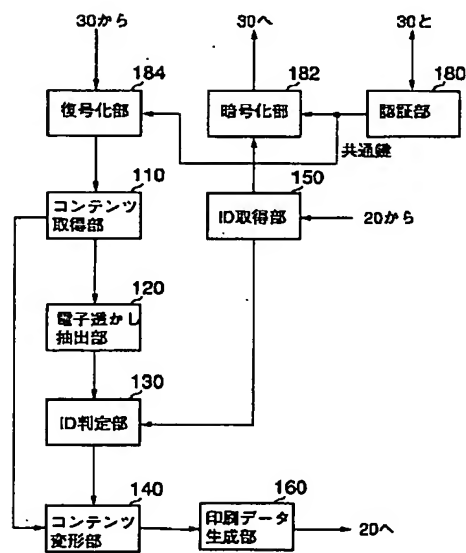 30から
30へ
30と
184
182
180
復号化部
暗号化部
認証部
共通鍵
110
150
コンテンツ
取得部
ID取得部
20から
120
電子透かし
抽出部
130
ID判定部
140
160
コンテンツ
変形部
印刷データ
生成部
20へ